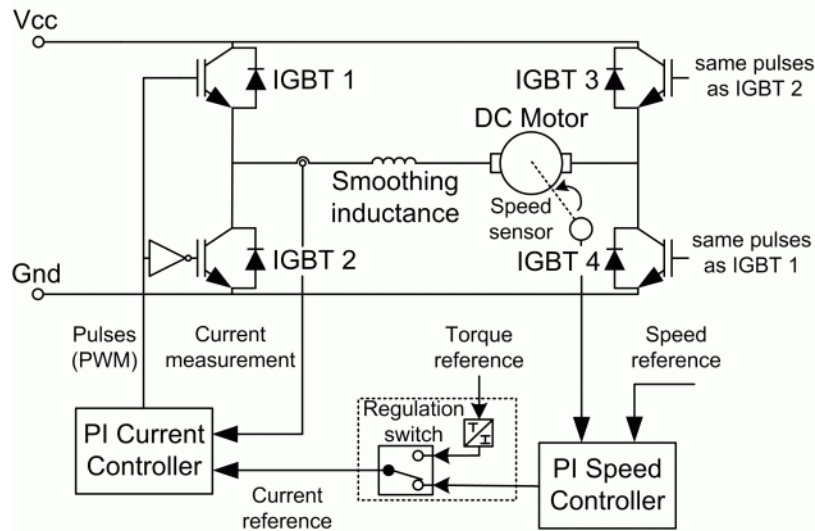 Vcc
IGBT 1
IGBT 3
same pulses
as IGBT 2
DC Motor
Smoothing
inductance
Speed
sensor
IGBT 2
IGBT 4
same pulses
as IGBT 1
Gnd
Pulses
(PWM)
Current
measurement
Torque
reference
Speed
reference
Regulation
switch
T
I
PI Current
Controller
Current
reference
PI Speed
Controller